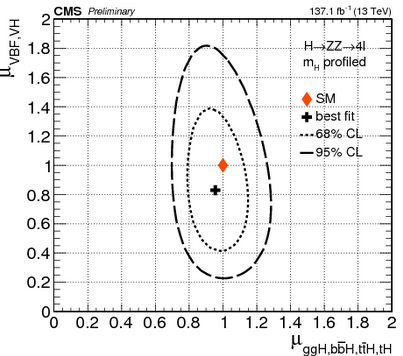 CMS Preliminary 137.1 fb⁻¹ (13 TeV)
H→ZZ→4l
m_H profiled
SM
best fit
68% CL
95% CL
μ_VBF,VH
2
1.8
1.6
1.4
1.2
1
0.8
0.6
0.4
0.2
0
0 0.2 0.4 0.6 0.8 1 1.2 1.4 1.6 1.8 2
μ_ggH,bb̄H,tt̄H,tH